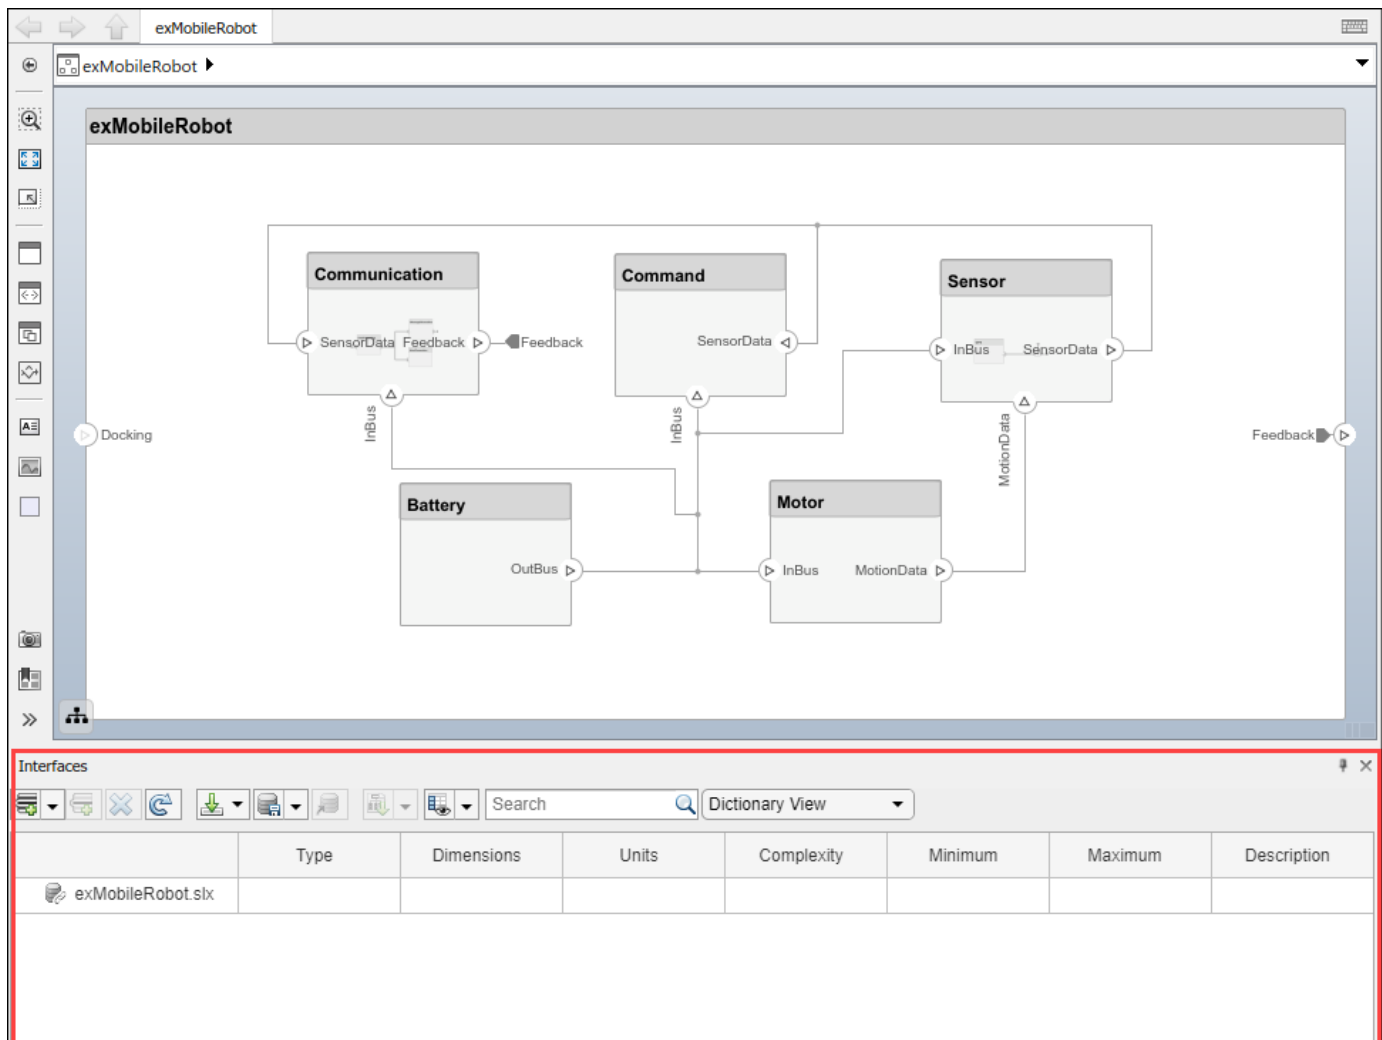 exMobileRobot
exMobileRobot
exMobileRobot
Communication
Command
Sensor
SensorData Feedback
Feedback
SensorData
InBus SensorData
InBus
InBus
MotionData
Docking
Feedback
Battery
Motor
OutBus
InBus MotionData
Interfaces
Search
Dictionary View
Type Dimensions Units Complexity Minimum Maximum Description
exMobileRobot.slx